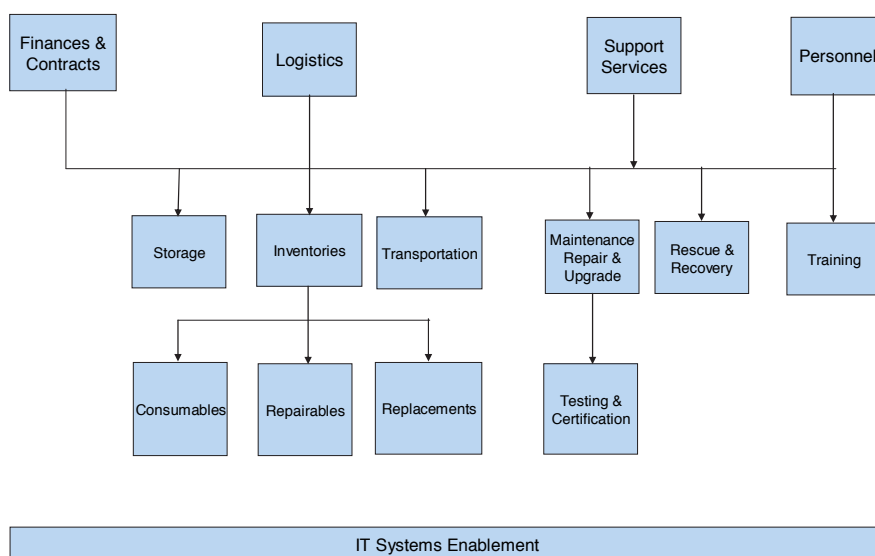 Finances &
Contracts
Logistics
Support
Services
Personnel
Storage
Inventories
Transportation
Maintenance
Repair &
Upgrade
Rescue &
Recovery
Training
Consumables
Repairables
Replacements
Testing &
Certification
IT Systems Enablement